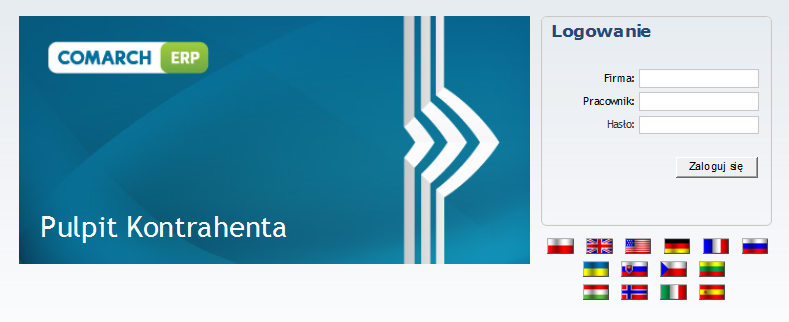 COMARCH ERP
Pulpit Kontrahenta
Logowanie
Firma:
Pracownik:
Hasło:
Zaloguj się